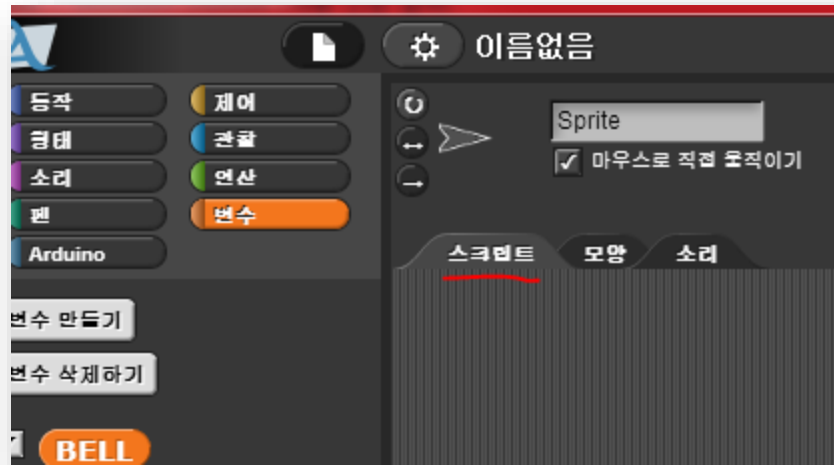 이름없음
동작
제어
형태
관찰
소리
연산
펜
변수
Arduino
Sprite
마우스로 직접 움직이기
스크립트
모양
소리
변수 만들기
변수 삭제하기
BELL